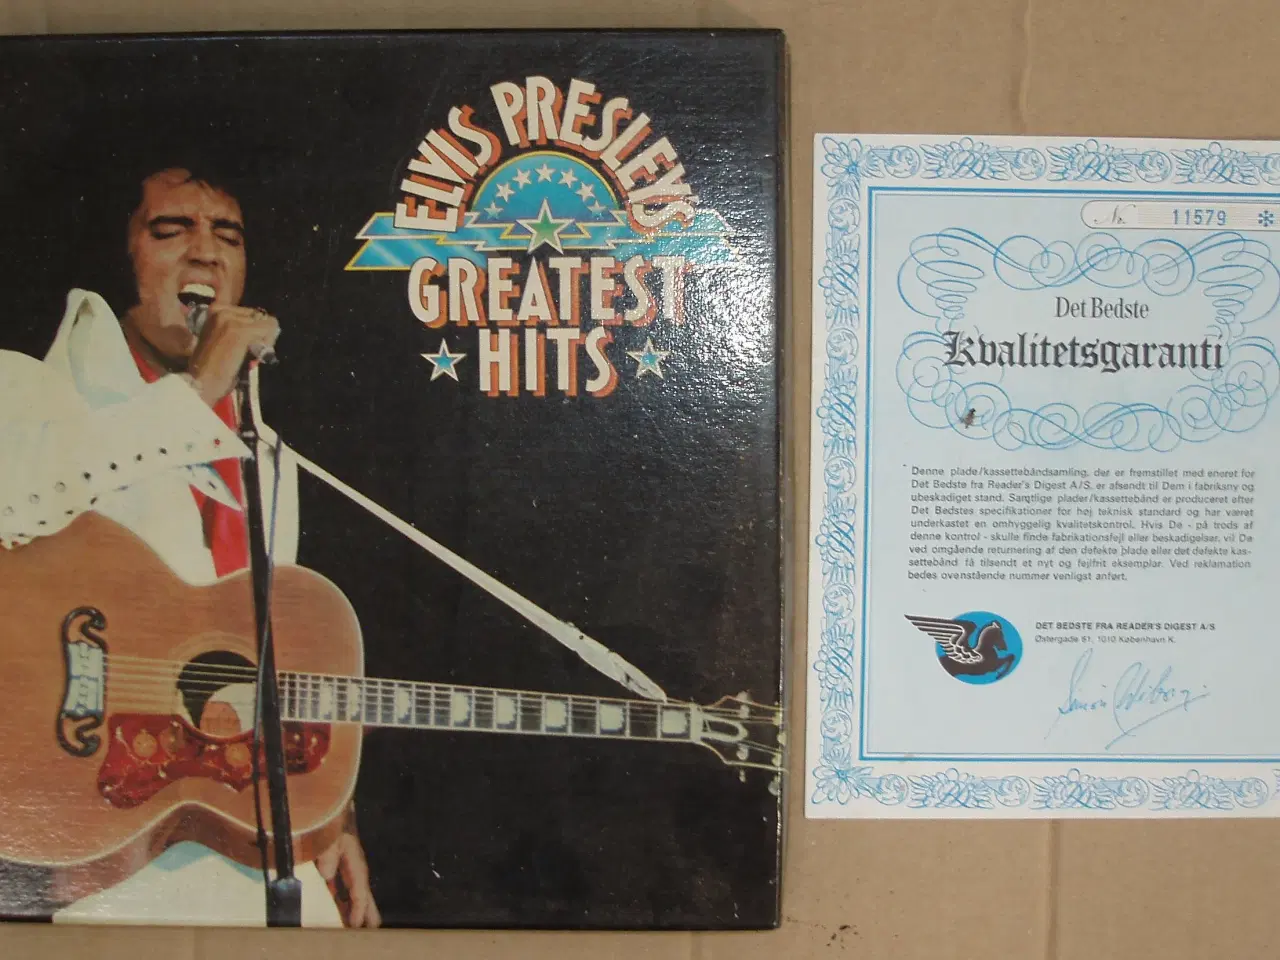 ELVIS PRESLEY'S
GREATEST
HITS
No. 11579 *
Det Bedste
Kvalitetsgaranti
Denne plade/kassettebåndsamling, der er fremstillet med eneret for
Det Bedste fra Reader's Digest A/S, er afsendt til Dem i fabriksny og
ubeskadiget stand. Samtlige plader/kassettebånd er produceret efter
Det Bedstes specifikationer for høj teknisk standard og har været
underkastet en omhyggelig kvalitetskontrol. Hvis De - på trods af
denne kontrol - skulle finde fabrikationsfejl eller beskadigelser, vil De
ved omgående returnering af den defekte plade eller det defekte kas-
settebånd få tilsendt et nyt og fejlfrit eksemplar. Ved reklamation
bedes ovenstående nummer venligst anført.
DET BEDSTE FRA READER'S DIGEST A/S
Østergade 61, 1010 København K.